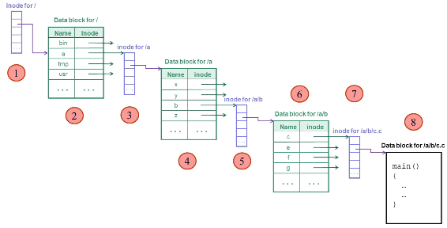 Inode for /
Data block for /
Name Inode
bin
a
tmp
usr
... ...
1
2
inode for /a
3
Data block for /a
Name inode
x
y
b
z
... ...
4
inode for /a/b
5
6
Data block for /a/b
Name inode
c
e
f
g
... ...
7
inode for /a/b/c.c
8
Data block for /a/b/c.c
main()
{
..
..
}